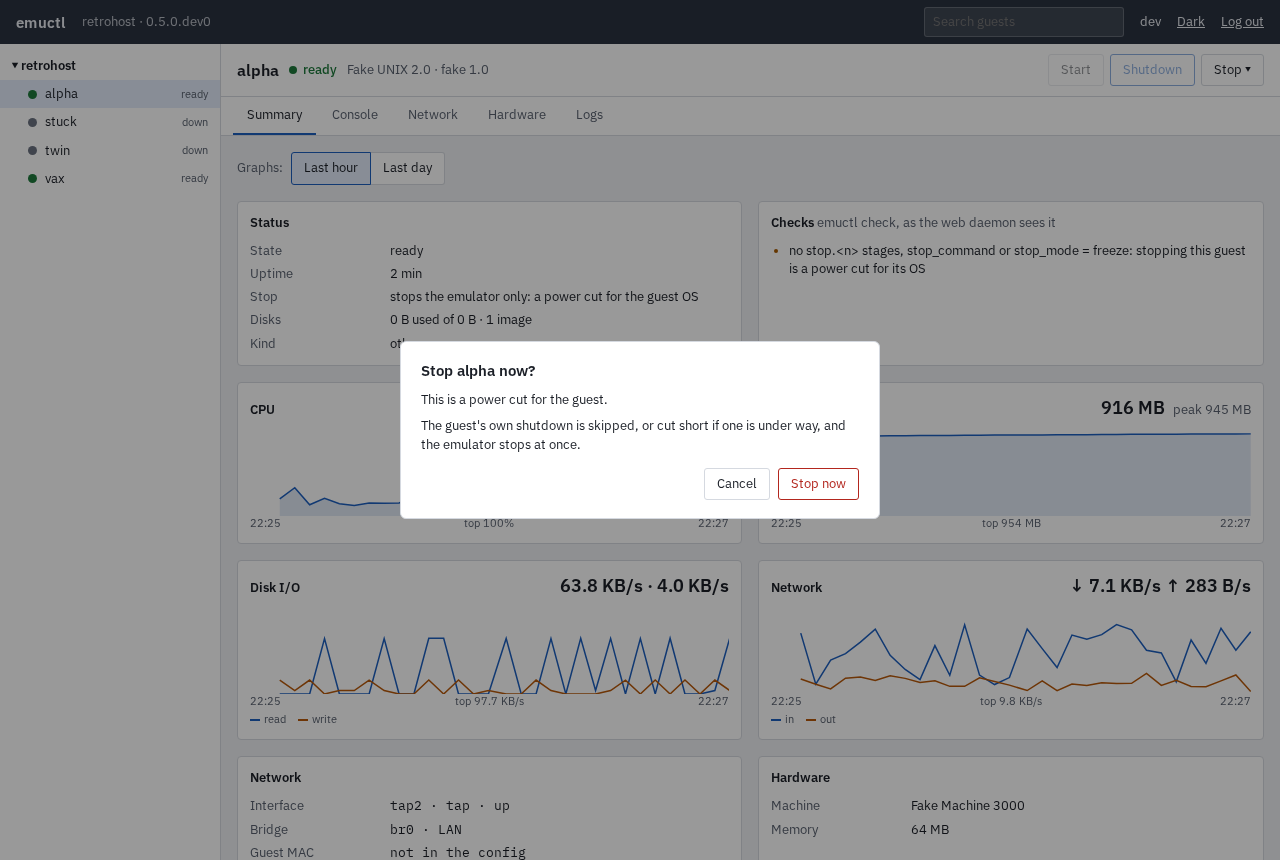 emuctl retrohost · 0.5.0.dev0 Search guests dev Dark Log out
▾ retrohost
alpha ready
stuck down
twin down
vax ready
alpha ready Fake UNIX 2.0 · fake 1.0 Start Shutdown Stop ▾
Summary Console Network Hardware Logs
Graphs: Last hour Last day
Status
State ready
Uptime 2 min
Stop stops the emulator only: a power cut for the guest OS
Disks 0 B used of 0 B · 1 image
Kind
Checks emuctl check, as the web daemon sees it
• no stop.<n> stages, stop_command or stop_mode = freeze: stopping this guest
is a power cut for its OS
Stop alpha now?
This is a power cut for the guest.
The guest's own shutdown is skipped, or cut short if one is under way, and
the emulator stops at once.
Cancel Stop now
CPU
22:25 top 100% 22:27
916 MB peak 945 MB
22:25 top 954 MB 22:27
Disk I/O 63.8 KB/s · 4.0 KB/s
22:25 top 97.7 KB/s 22:27
read write
Network ↓ 7.1 KB/s ↑ 283 B/s
22:25 top 9.8 KB/s 22:27
in out
Network
Interface tap2 · tap · up
Bridge br0 · LAN
Guest MAC not in the config
Hardware
Machine Fake Machine 3000
Memory 64 MB